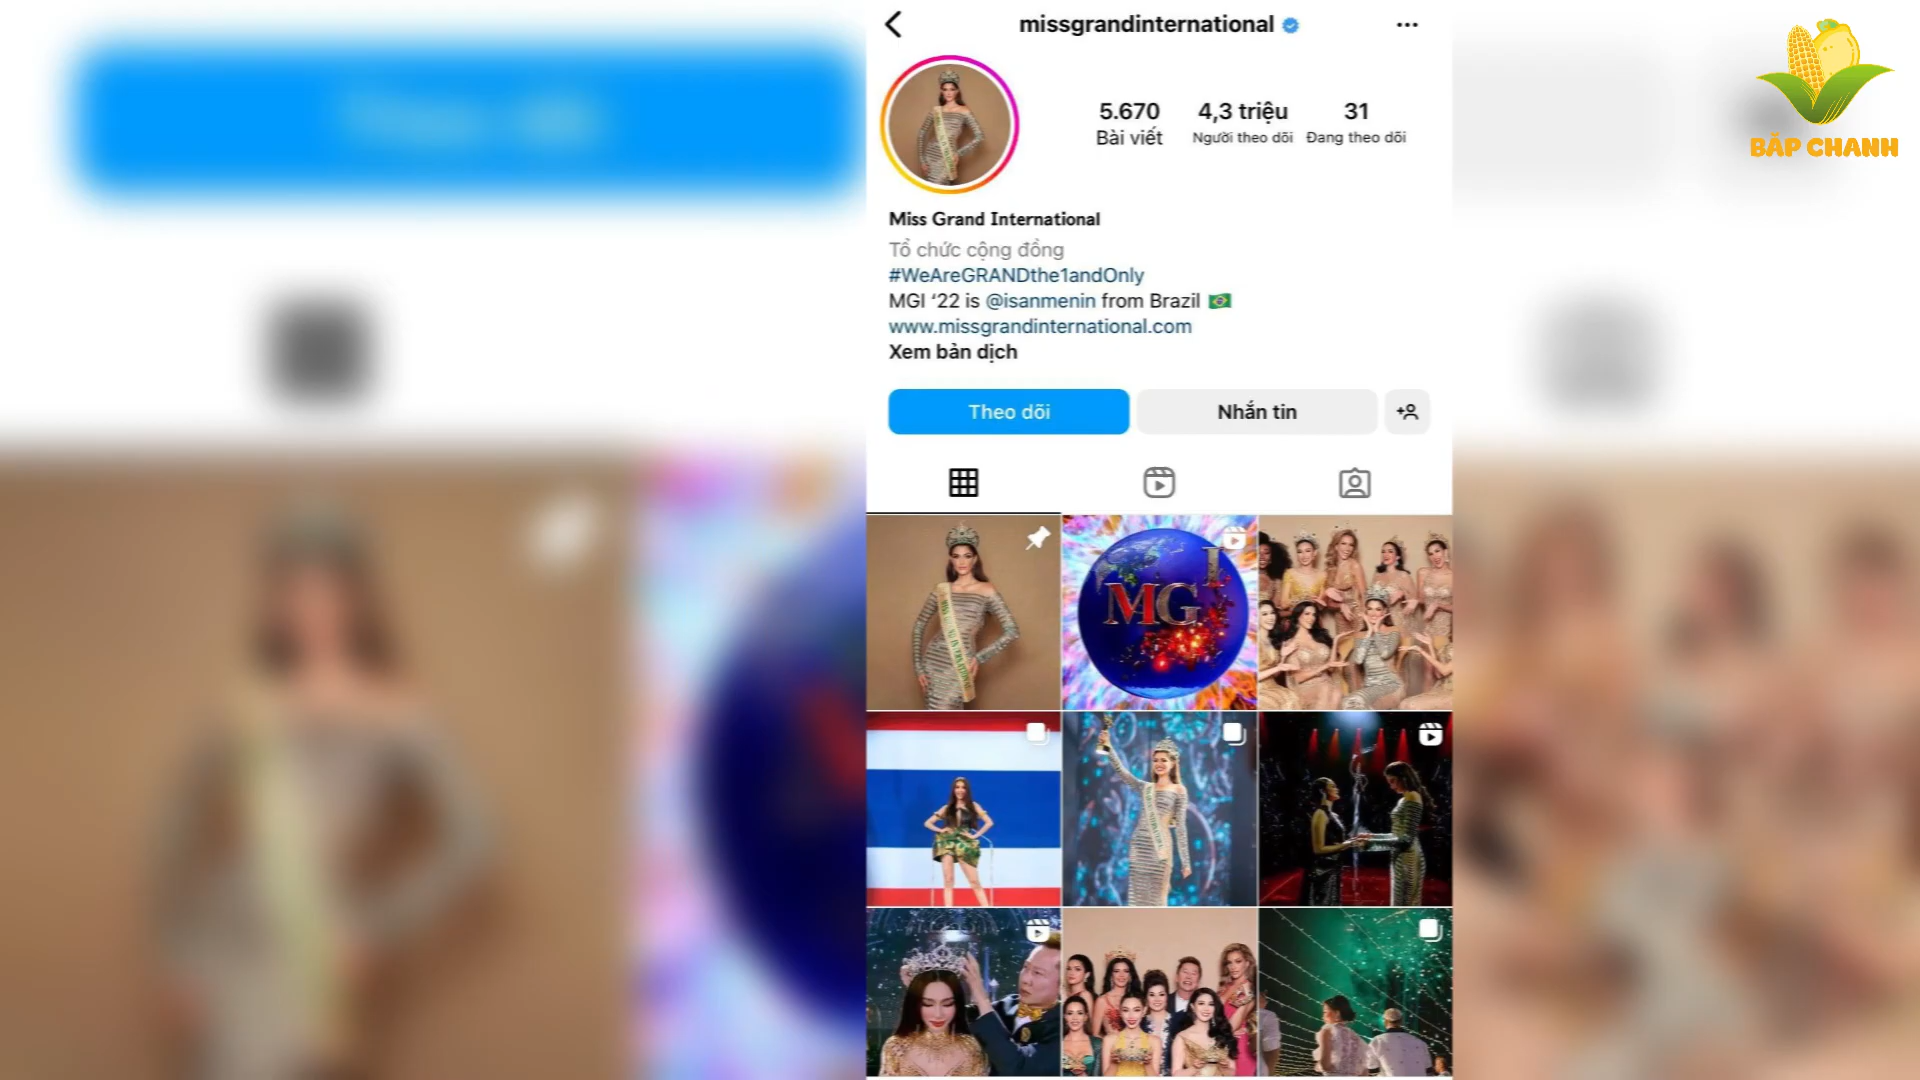 missgrandinternational
BẮP CHANH
5.670
4,3 triệu
31
Bài viết
Người theo dõi
Đang theo dõi
Miss Grand International
Tổ chức cộng đồng
#WeAreGRANDthe1andOnly
MGI ‘22 is @isanmenin from Brazil 🇧🇷
www.missgrandinternational.com
Xem bản dịch
Theo dõi
Nhắn tin
MGI